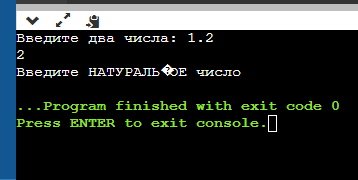 Введите два числа: 1.2
2
Введите НАТУРАЛЬ�ОЕ число
...Program finished with exit code 0
Press ENTER to exit console.